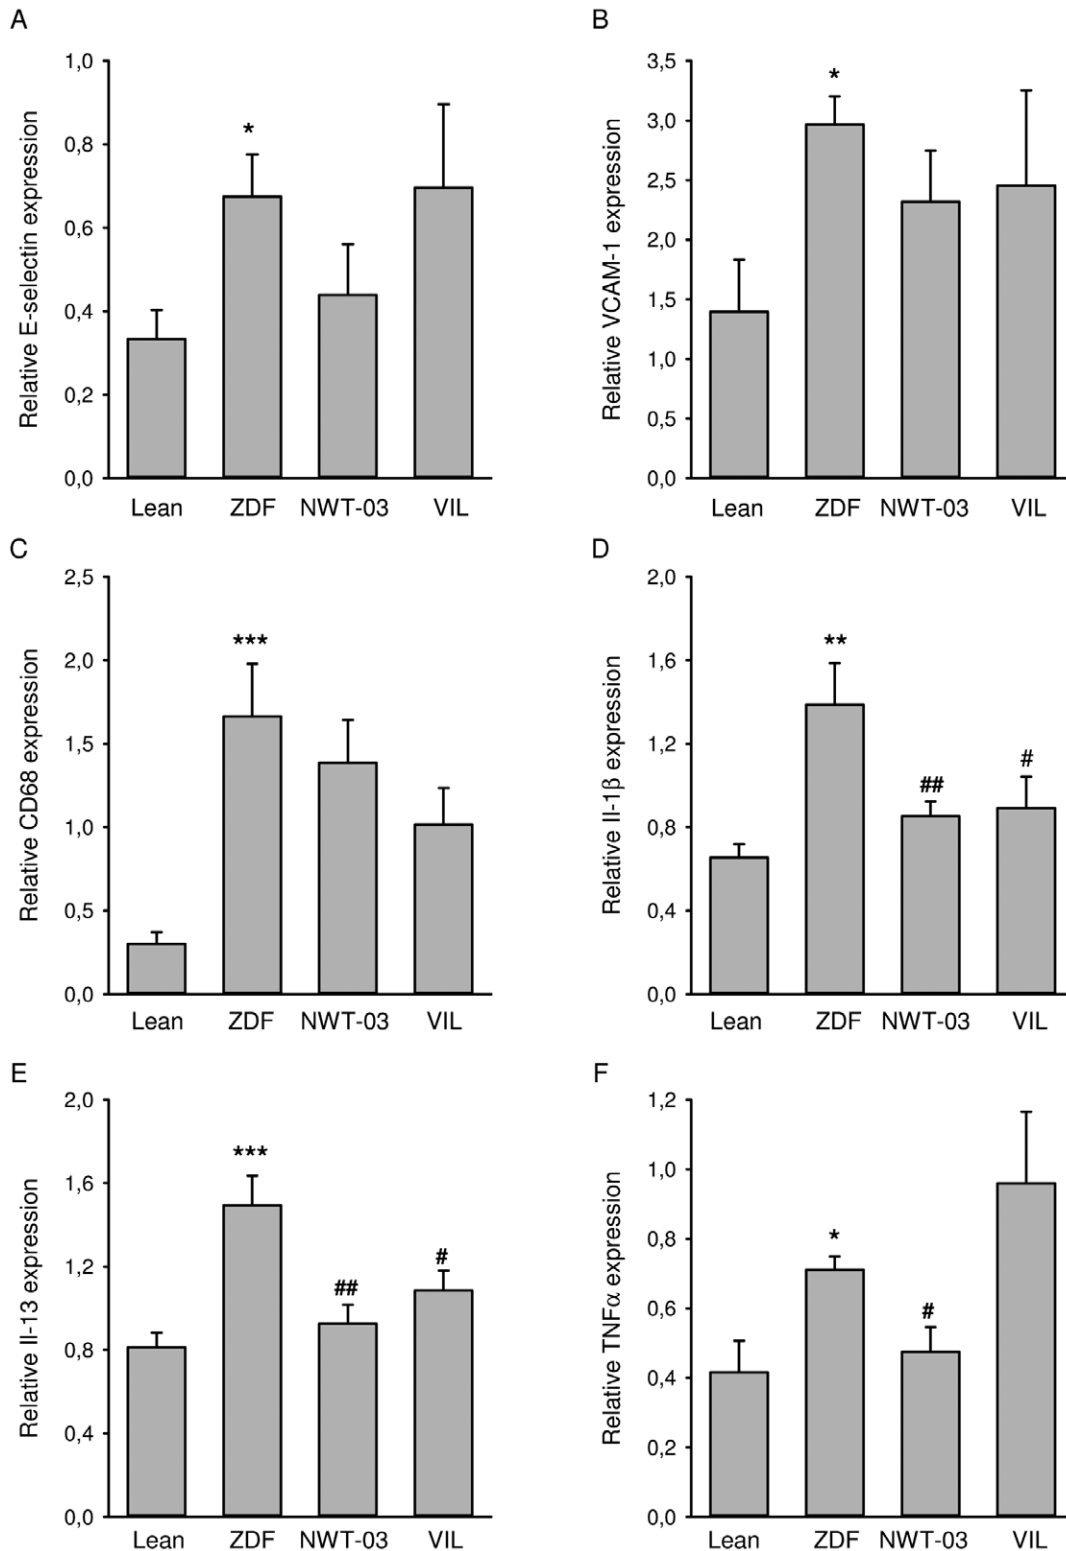 A
Relative E-selectin expression
1,0
0,8
0,6
0,4
0,2
0,0
*
Lean ZDF NWT-03 VIL
B
Relative VCAM-1 expression
3,5
3,0
2,5
2,0
1,5
1,0
0,5
0,0
*
Lean ZDF NWT-03 VIL
C
Relative CD68 expression
2,5
2,0
1,5
1,0
0,5
0,0
***
Lean ZDF NWT-03 VIL
D
Relative Il-1β expression
2,0
1,6
1,2
0,8
0,4
0,0
**
##
#
Lean ZDF NWT-03 VIL
E
Relative Il-13 expression
2,0
1,6
1,2
0,8
0,4
0,0
***
##
#
Lean ZDF NWT-03 VIL
F
Relative TNFα expression
1,2
1,0
0,8
0,6
0,4
0,2
0,0
*
#
Lean ZDF NWT-03 VIL